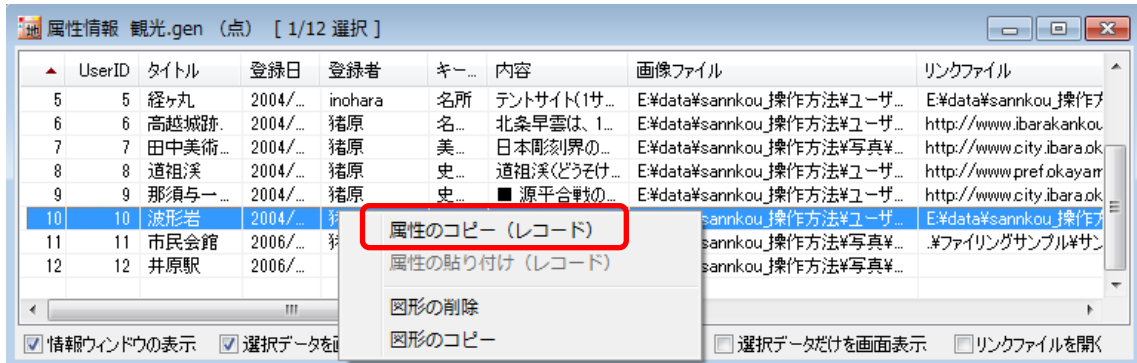 地 属性情報 観光.gen （点） [ 1/12 選択 ]
UserID タイトル 登録日 登録者 キー... 内容 画像ファイル リンクファイル
5 5 経ヶ丸 2004/... inohara 名所 テントサイト(1サ... E:¥data¥sannkou_操作方法¥ユーザ... E:¥data¥sannkou_操作方
6 6 高越城跡. 2004/... 猪原 名... 北条早雲は、1... E:¥data¥sannkou_操作方法¥ユーザ... http://www.ibarakankou
7 7 田中美術... 2004/... 猪原 美... 日本彫刻界の... E:¥data¥sannkou_操作方法¥写真¥... http://www.city.ibara.ok
8 8 道祖渓 2004/... 猪原 史... 道祖渓(どうそけ... E:¥data¥sannkou_操作方法¥ユーザ... http://www.pref.okayam
9 9 那須与一... 2004/... 猪原 史... ■ 源平合戦の... E:¥data¥sannkou_操作方法¥ユーザ... http://www.city.ibara.ok
10 10 波形岩 2004/... sannkou_操作方法¥ユーザ... E:¥data¥sannkou_操作方
11 11 市民会館 2006/... sannkou_操作方法¥写真¥... .¥ファイリングサンプル¥サン
12 12 井原駅 2006/... sannkou_操作方法¥写真¥...
属性のコピー（レコード）
属性の貼り付け（レコード）
図形の削除
図形のコピー
情報ウィンドウの表示 選択データを画 選択データだけを画面表示 リンクファイルを開く